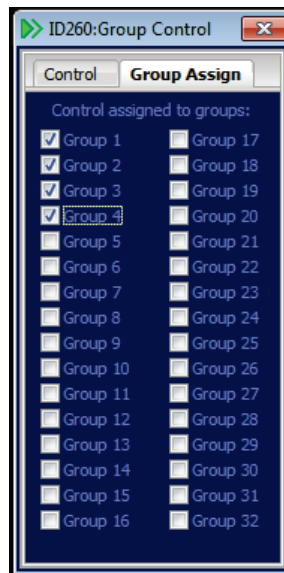 ID260:Group Control
Control Group Assign
Control assigned to groups:
Group 1 Group 17
Group 2 Group 18
Group 3 Group 19
Group 4 Group 20
Group 5 Group 21
Group 6 Group 22
Group 7 Group 23
Group 8 Group 24
Group 9 Group 25
Group 10 Group 26
Group 11 Group 27
Group 12 Group 28
Group 13 Group 29
Group 14 Group 30
Group 15 Group 31
Group 16 Group 32